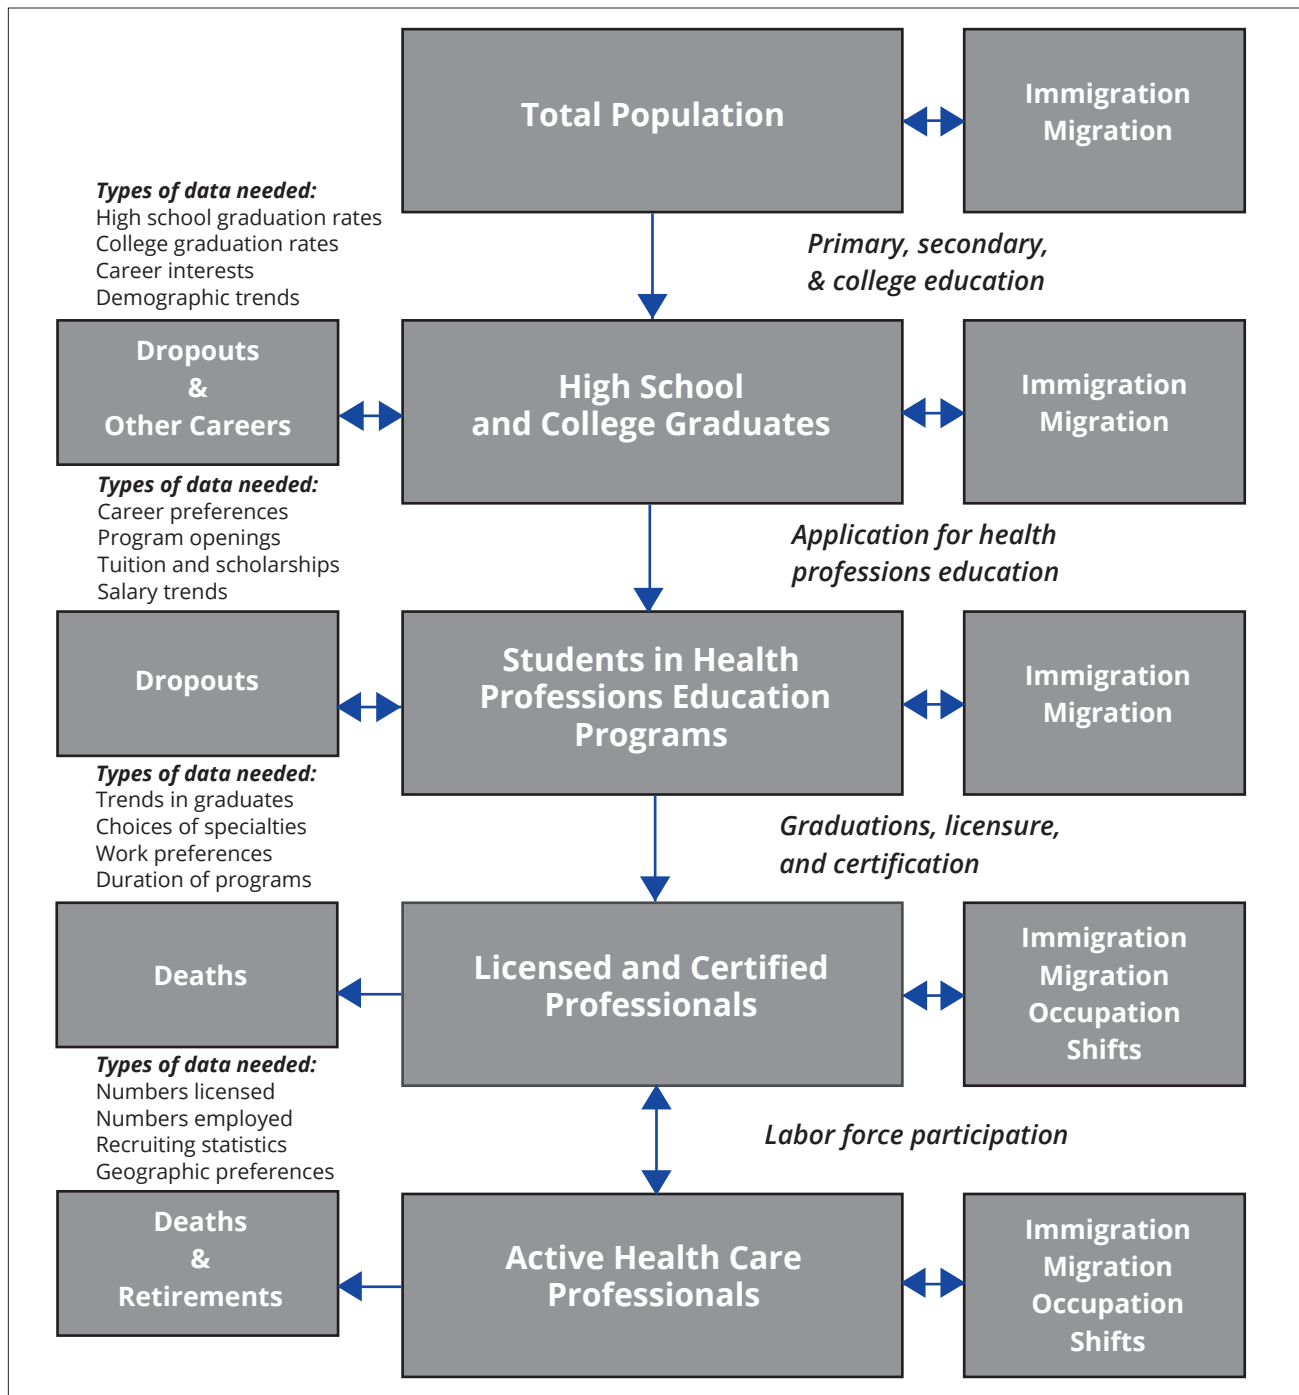 Total Population
Immigration
Migration
Types of data needed:
High school graduation rates
College graduation rates
Career interests
Demographic trends
Primary, secondary,
& college education
Dropouts
&
Other Careers
High School
and College Graduates
Immigration
Migration
Types of data needed:
Career preferences
Program openings
Tuition and scholarships
Salary trends
Application for health
professions education
Dropouts
Students in Health
Professions Education
Programs
Immigration
Migration
Types of data needed:
Trends in graduates
Choices of specialties
Work preferences
Duration of programs
Graduations, licensure,
and certification
Deaths
Licensed and Certified
Professionals
Immigration
Migration
Occupation
Shifts
Types of data needed:
Numbers licensed
Numbers employed
Recruiting statistics
Geographic preferences
Labor force participation
Deaths
&
Retirements
Active Health Care
Professionals
Immigration
Migration
Occupation
Shifts